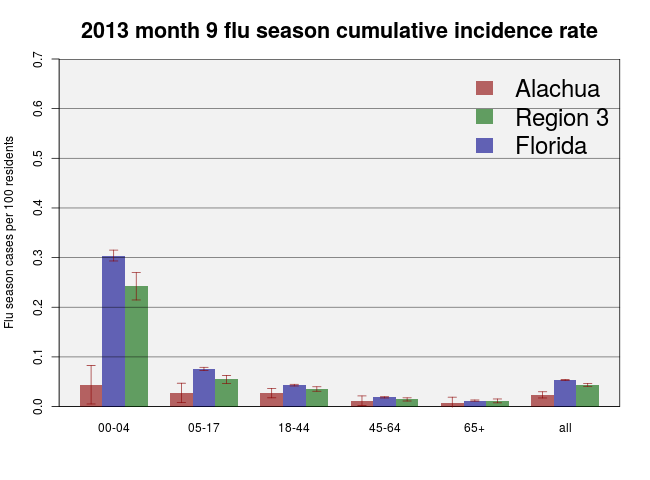 2013 month 9 flu season cumulative incidence rate
Flu season cases per 100 residents
0.7
0.6
0.5
0.4
0.3
0.2
0.1
0.0
Alachua
Region 3
Florida
00-04
05-17
18-44
45-64
65+
all